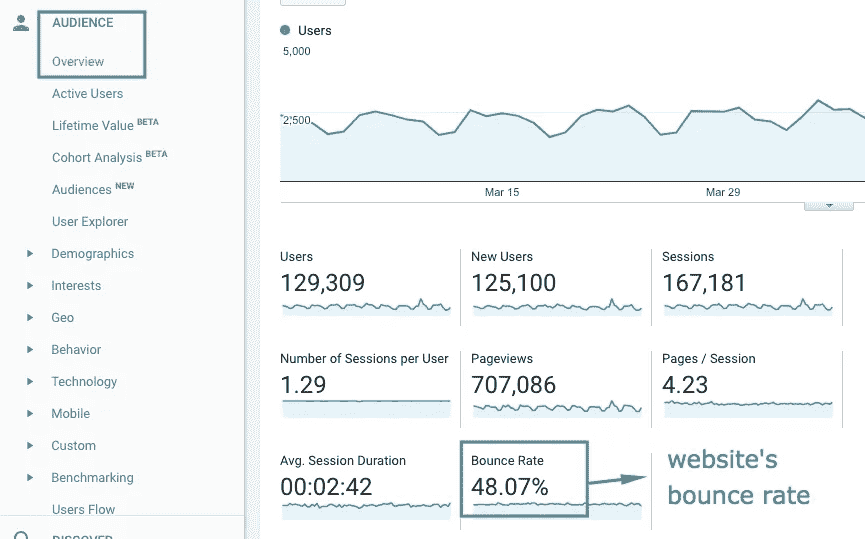 AUDIENCE
Overview
Active Users
Lifetime Value BETA
Cohort Analysis BETA
Audiences NEW
User Explorer
Demographics
Interests
Geo
Behavior
Technology
Mobile
Custom
Benchmarking
Users Flow
DISCOVER
Users
5,000
2,500
Mar 15
Mar 29
Users
129,309
New Users
125,100
Sessions
167,181
Number of Sessions per User
1.29
Pageviews
707,086
Pages / Session
4.23
Avg. Session Duration
00:02:42
Bounce Rate
48.07%
website's
bounce rate